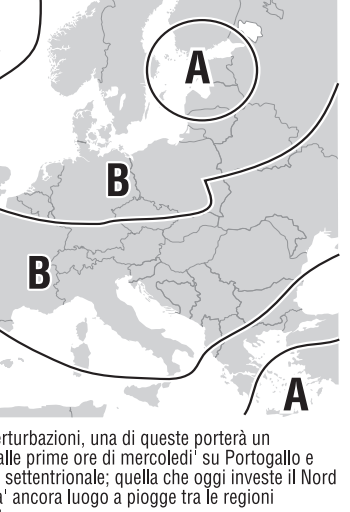 A
B
B
A
erturbazioni, una di queste porterà un
alle prime ore di mercoledi' su Portogallo e
settentrionale; quella che oggi investe il Nord
a' ancora luogo a piogge tra le regioni